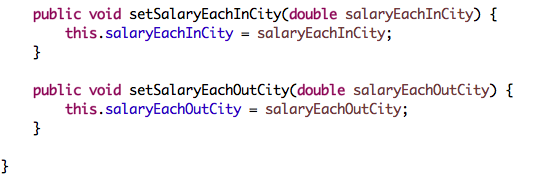 public void setSalaryEachInCity(double salaryEachInCity) {
this.salaryEachInCity = salaryEachInCity;
}
public void setSalaryEachOutCity(double salaryEachOutCity) {
this.salaryEachOutCity = salaryEachOutCity;
}
}